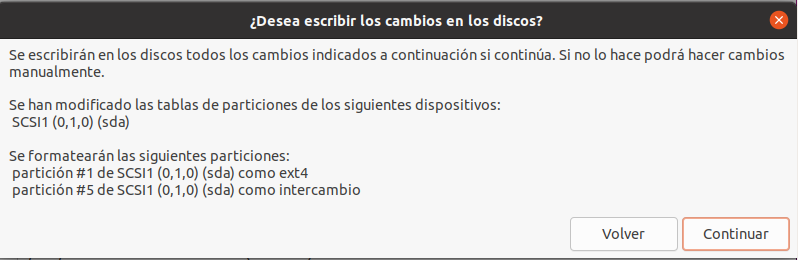 ¿Desea escribir los cambios en los discos?
Se escribirán en los discos todos los cambios indicados a continuación si continúa. Si no lo hace podrá hacer cambios
manualmente.
Se han modificado las tablas de particiones de los siguientes dispositivos:
SCSI1 (0,1,0) (sda)
Se formatearán las siguientes particiones:
partición #1 de SCSI1 (0,1,0) (sda) como ext4
partición #5 de SCSI1 (0,1,0) (sda) como intercambio
Volver
Continuar